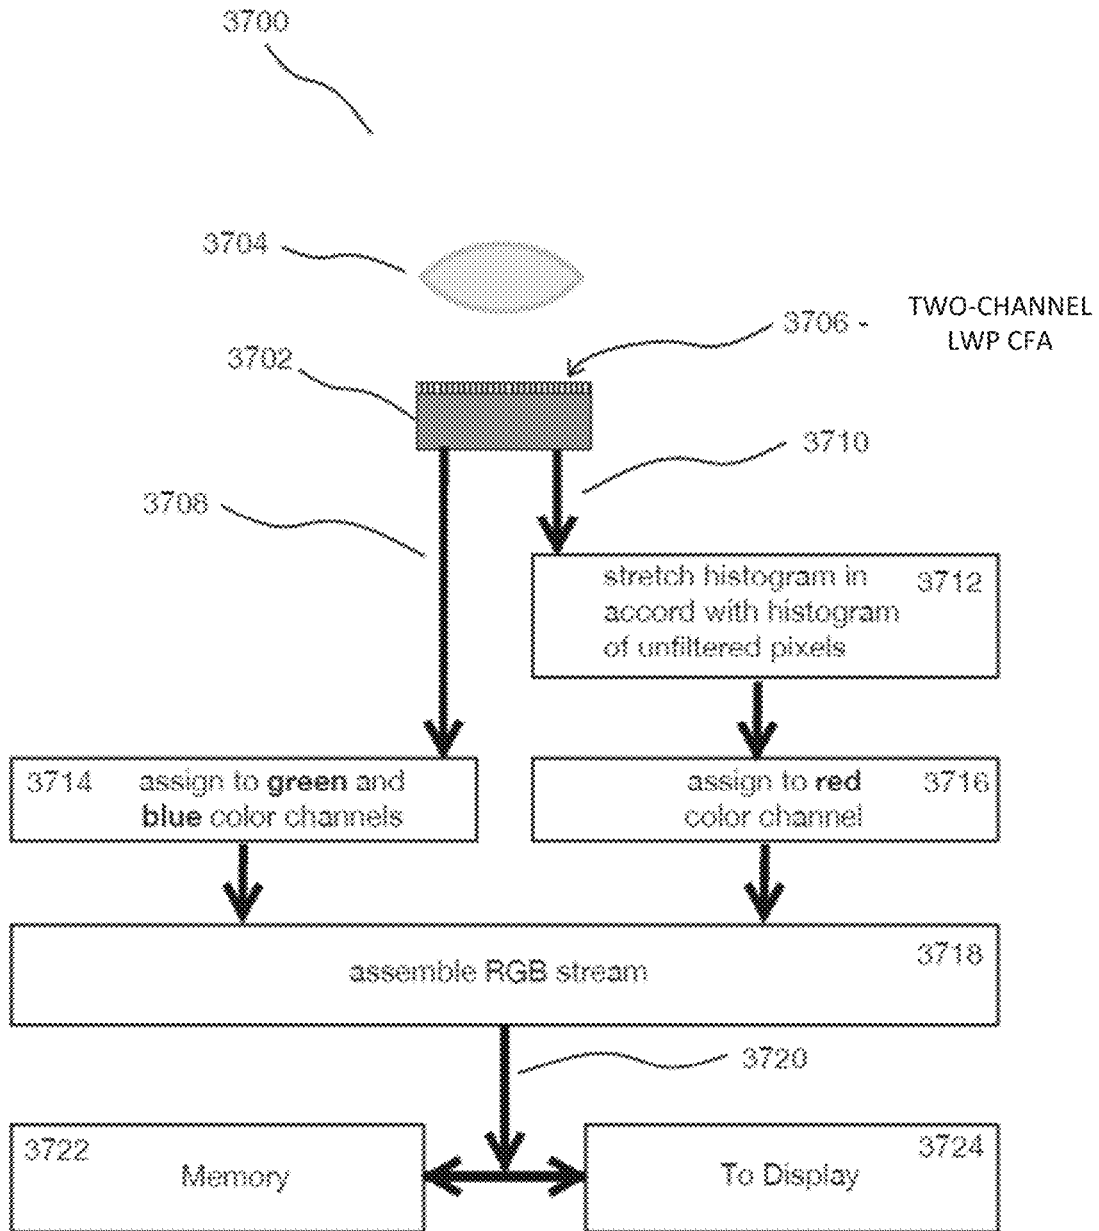 3700
3704
3706 - TWO-CHANNEL
LWP CFA
3702
3710
3708
stretch histogram in 3712
accord with histogram
of unfiltered pixels
3714 assign to green and
blue color channels
assign to red 3716
color channel
3718
assemble RGB stream
3720
3722
Memory
3724
To Display